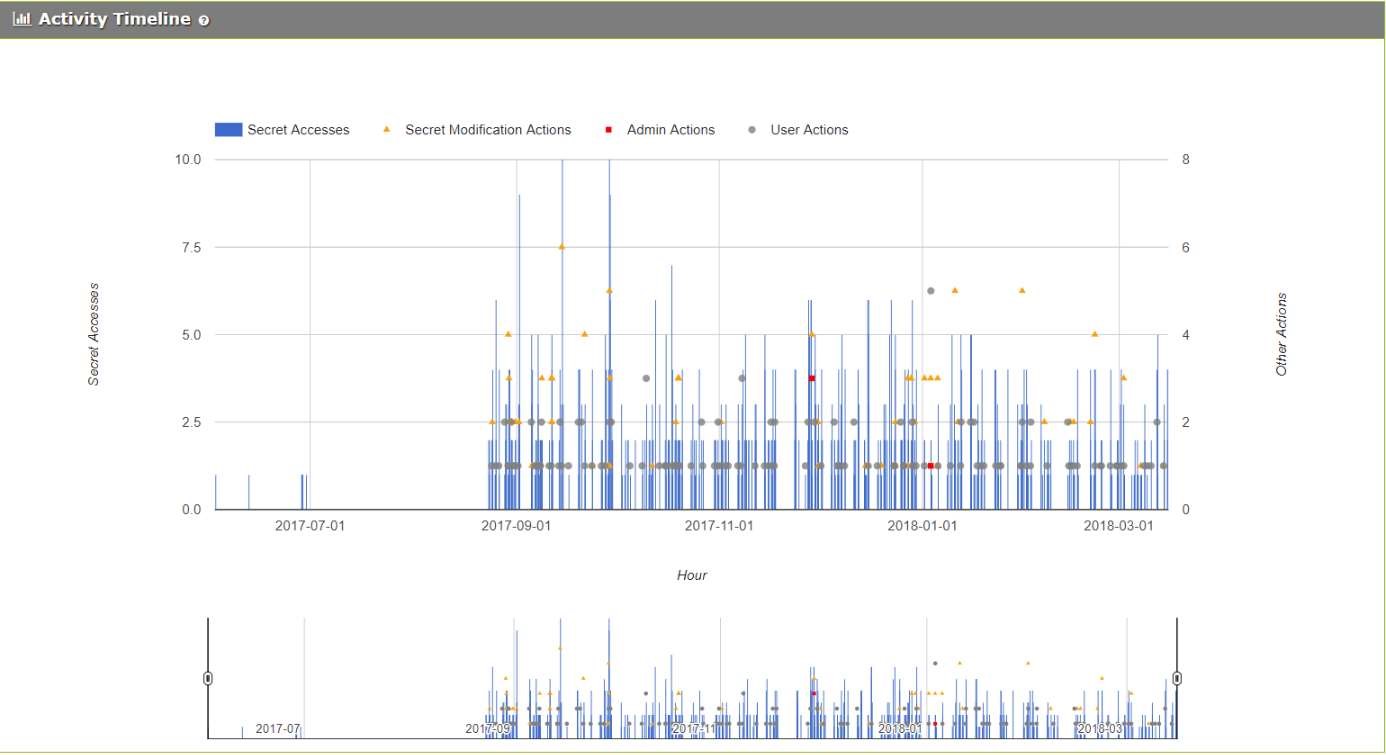 Activity Timeline ?
Secret Accesses Secret Modification Actions Admin Actions User Actions
10.0 8
7.5 6
5.0 4
2.5 2
0.0 0
Secret Accesses
Other Actions
2017-07-01 2017-09-01 2017-11-01 2018-01-01 2018-03-01
Hour
2017-07 2017-09 2017-11 2018-01 2018-03